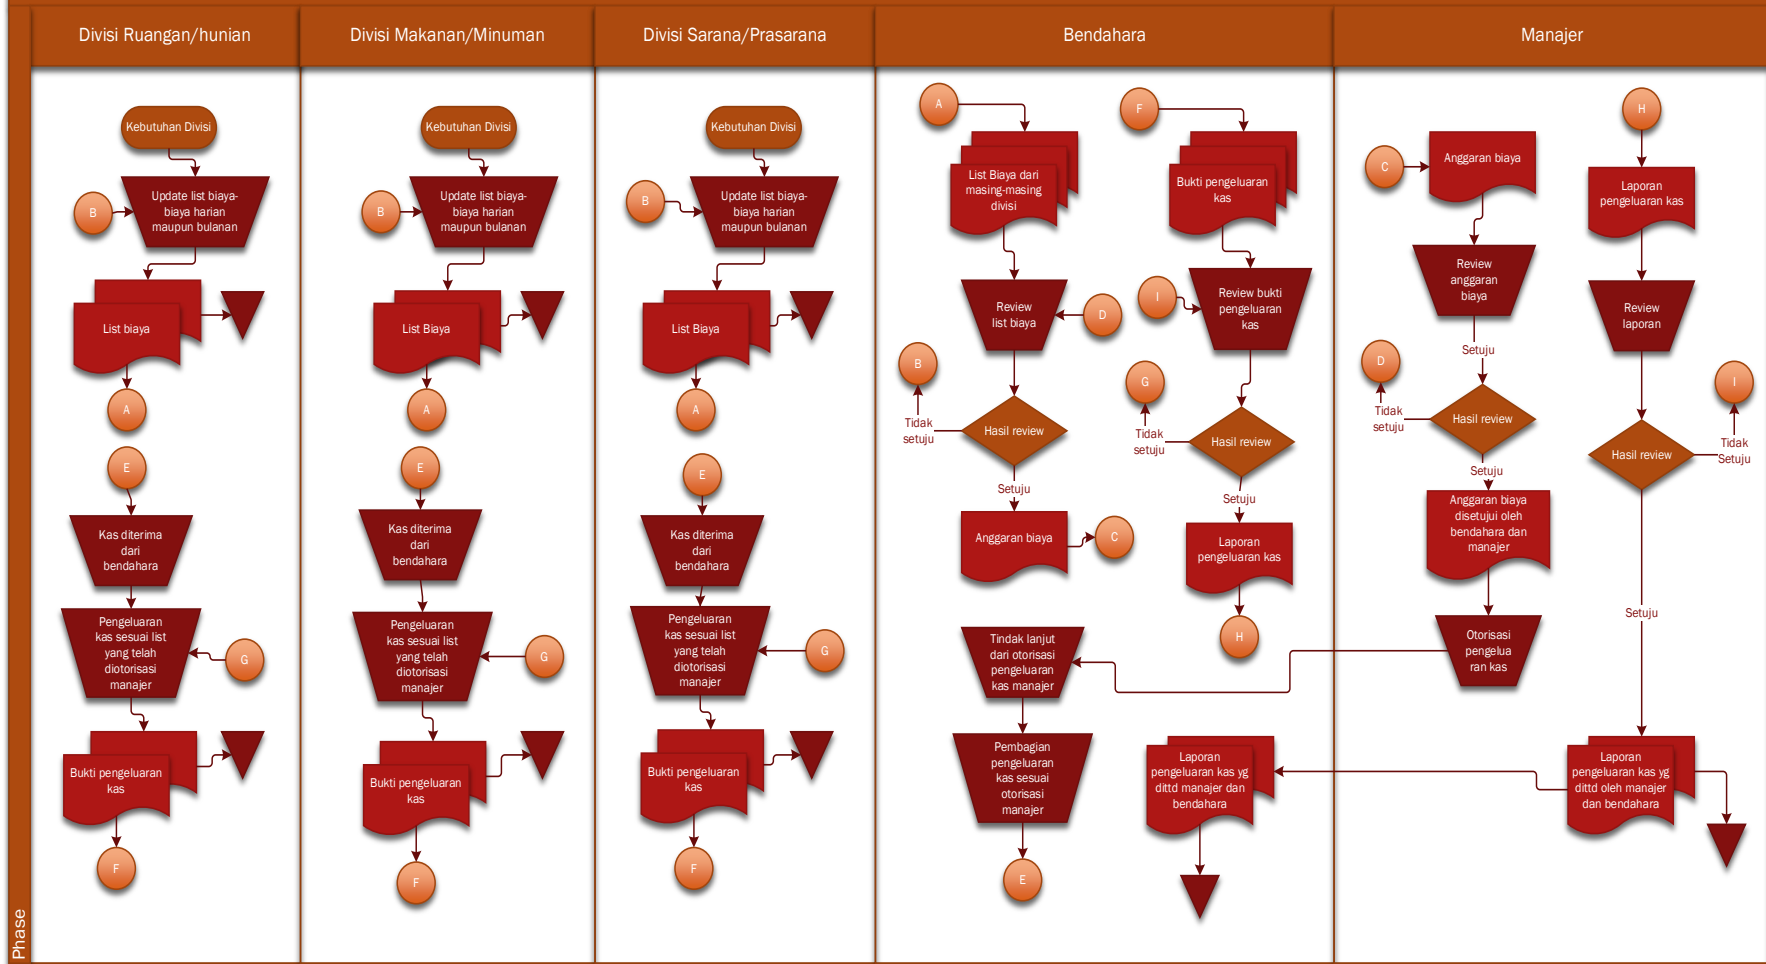 Divisi Ruangan/hunian
Divisi Makanan/Minuman
Divisi Sarana/Prasarana
Bendahara
Manajer
Phase
Kebutuhan Divisi
B
Update list biaya-
biaya harian
maupun bulanan
List biaya
A
E
Kas diterima
dari
bendahara
Pengeluaran
kas sesuai list
yang telah
diotorisasi
manajer
G
Bukti pengeluaran
kas
F
Kebutuhan Divisi
B
Update list biaya-
biaya harian
maupun bulanan
List Biaya
A
E
Kas diterima
dari
bendahara
Pengeluaran
kas sesuai list
yang telah
diotorisasi
manajer
G
Bukti pengeluaran
kas
F
Kebutuhan Divisi
B
Update list biaya-
biaya harian
maupun bulanan
List Biaya
A
E
Kas diterima
dari
bendahara
Pengeluaran
kas sesuai list
yang telah
diotorisasi
manajer
G
Bukti pengeluaran
kas
F
A
List Biaya dari
masing-masing
divisi
Review
list biaya
D
B
Tidak
setuju
Hasil review
Setuju
Anggaran biaya
C
Tindak lanjut
dari otorisasi
pengeluaran
kas manajer
Pembagian
pengeluaran
kas sesuai
otorisasi
manajer
E
F
Bukti pengeluaran
kas
I
Review bukti
pengeluaran
kas
G
Tidak
setuju
Hasil review
Setuju
Laporan
pengeluaran kas
H
Laporan
pengeluaran kas yg
dittd manajer dan
bendahara
C
Anggaran biaya
Review
anggaran
biaya
Setuju
D
Tidak
setuju
Hasil review
Setuju
Anggaran biaya
disetujui oleh
bendahara dan
manajer
Otorisasi
pengelua
ran kas
H
Laporan
pengeluaran kas
Review
laporan
I
Tidak
Setuju
Hasil review
Setuju
Laporan
pengeluaran kas yg
dittd oleh manajer
dan bendahara